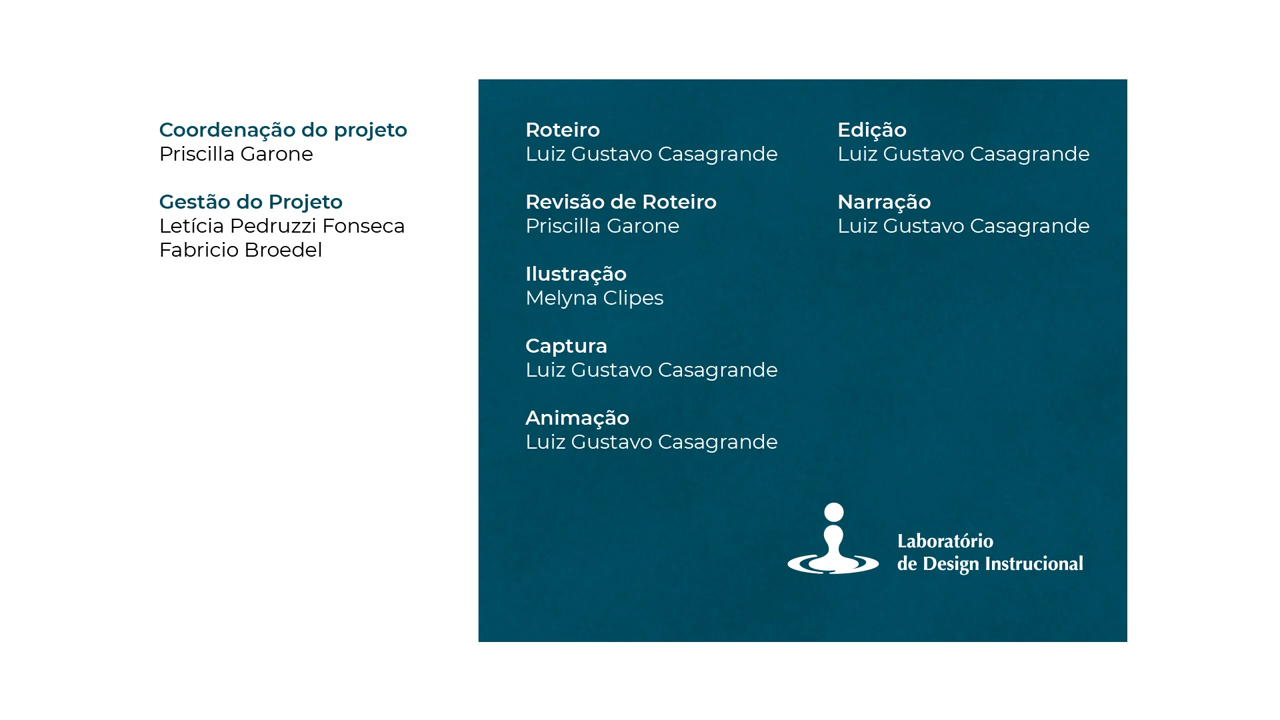 Coordenação do projeto
Priscilla Garone
Gestão do Projeto
Letícia Pedruzzi Fonseca
Fabricio Broedel
Roteiro
Luiz Gustavo Casagrande
Revisão de Roteiro
Priscilla Garone
Ilustração
Melyna Clipes
Captura
Luiz Gustavo Casagrande
Animação
Luiz Gustavo Casagrande
Edição
Luiz Gustavo Casagrande
Narração
Luiz Gustavo Casagrande
Laboratório
de Design Instrucional